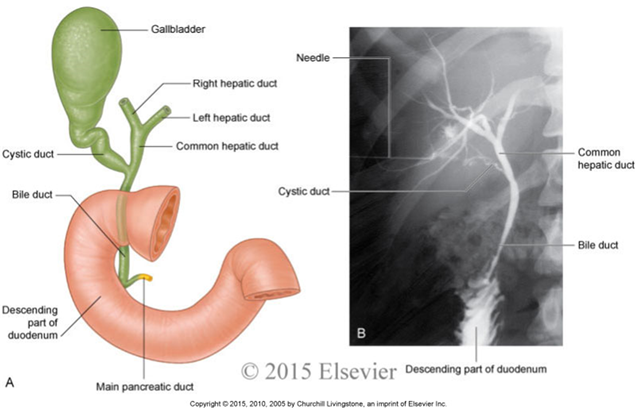 Gallbladder
Right hepatic duct
Left hepatic duct
Common hepatic duct
Cystic duct
Bile duct
Descending
part of
duodenum
Main pancreatic duct
A
Needle
Cystic duct
Common
hepatic duct
Bile duct
B
Descending part of duodenum
© 2015 Elsevier
Copyright © 2015, 2010, 2005 by Churchill Livingstone, an imprint of Elsevier Inc.